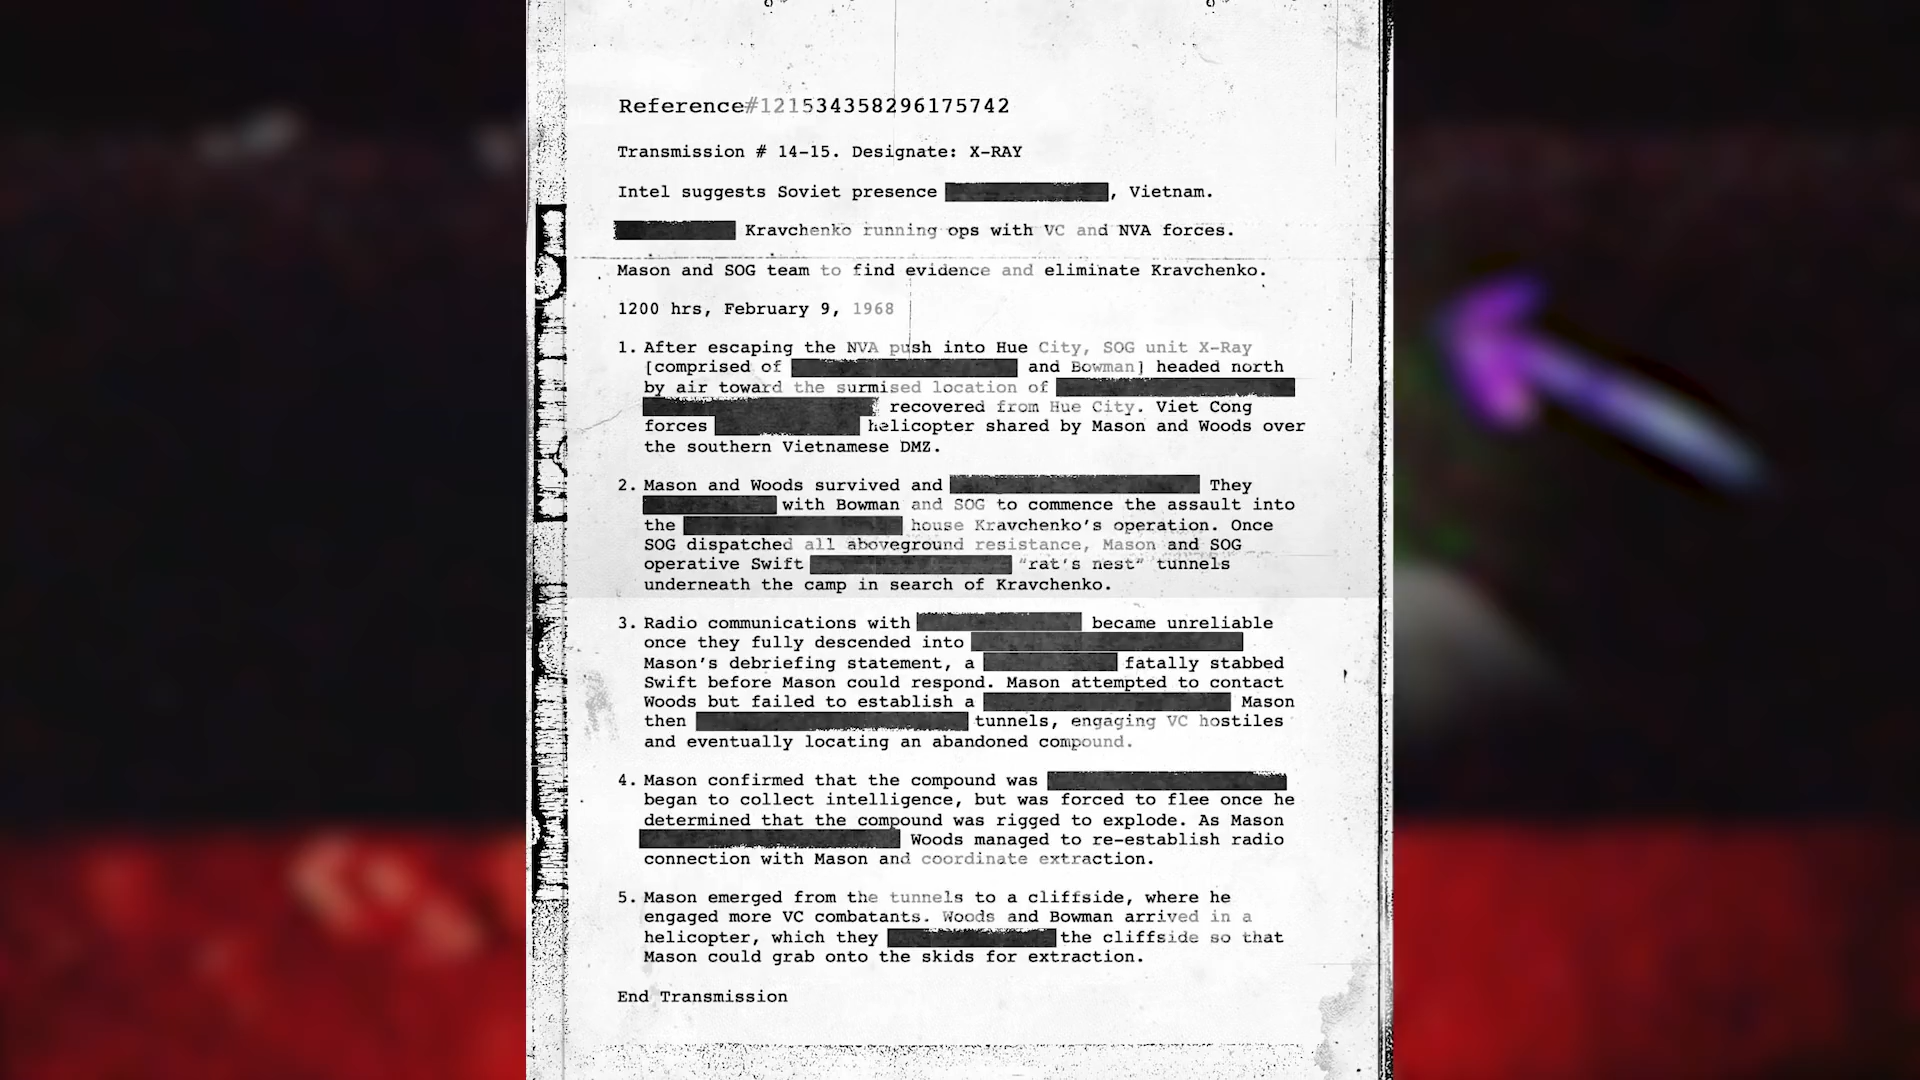 Reference#121534358296175742
Transmission # 14-15. Designate: X-RAY
Intel suggests Soviet presence , Vietnam.
Kravchenko running ops with VC and NVA forces.
Mason and SOG team to find evidence and eliminate Kravchenko.
1200 hrs, February 9, 1968
1. After escaping the NVA push into Hue City, SOG unit X-Ray
[comprised of and Bowman] headed north
by air toward the surmised location of
recovered from Hue City. Viet Cong
forces helicopter shared by Mason and Woods over
the southern Vietnamese DMZ.
2. Mason and Woods survived and They
with Bowman and SOG to commence the assault into
the house Kravchenko's operation. Once
SOG dispatched all aboveground resistance, Mason and SOG
operative Swift "rat's nest" tunnels
underneath the camp in search of Kravchenko.
3. Radio communications with became unreliable
once they fully descended into
Mason's debriefing statement, a fatally stabbed
Swift before Mason could respond. Mason attempted to contact
Woods but failed to establish a Mason
then tunnels, engaging VC hostiles
and eventually locating an abandoned compound.
4. Mason confirmed that the compound was
began to collect intelligence, but was forced to flee once he
determined that the compound was rigged to explode. As Mason
Woods managed to re-establish radio
connection with Mason and coordinate extraction.
5. Mason emerged from the tunnels to a cliffside, where he
engaged more VC combatants. Woods and Bowman arrived in a
helicopter, which they the cliffside so that
Mason could grab onto the skids for extraction.
End Transmission